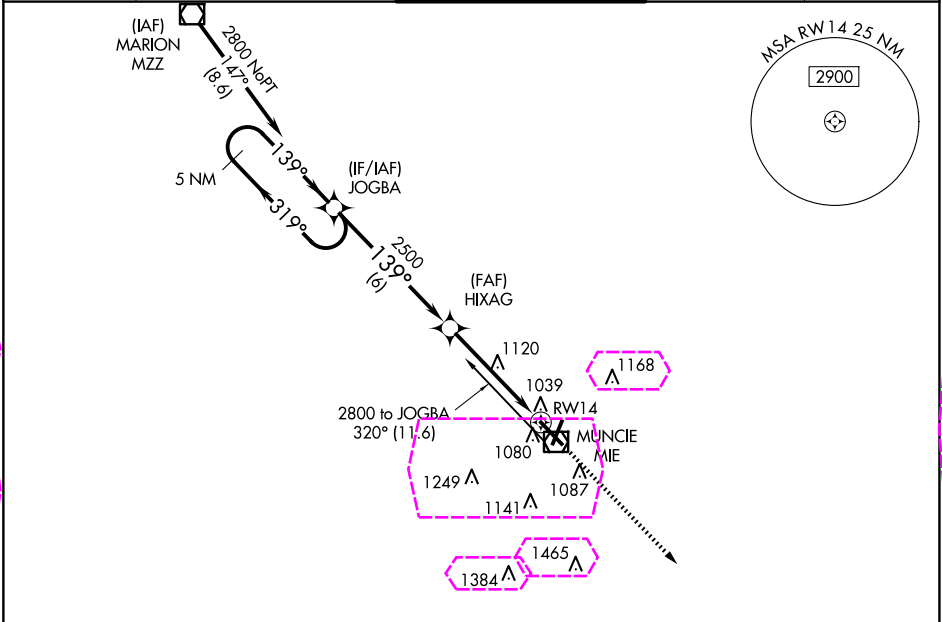 (IAF)
MARION
MZZ
2800 NoPT
147°
(8.6)
MSA RW14 25 NM
2900
5 NM
139°
319°
(IF/IAF)
JOGBA
2500
139°
(6)
(FAF)
HIXAG
1120
1168
1039
RW14
2800 to JOGBA
320° (11.6)
MUNCIE
MIE
1080
1249
1087
1141
1465
1384